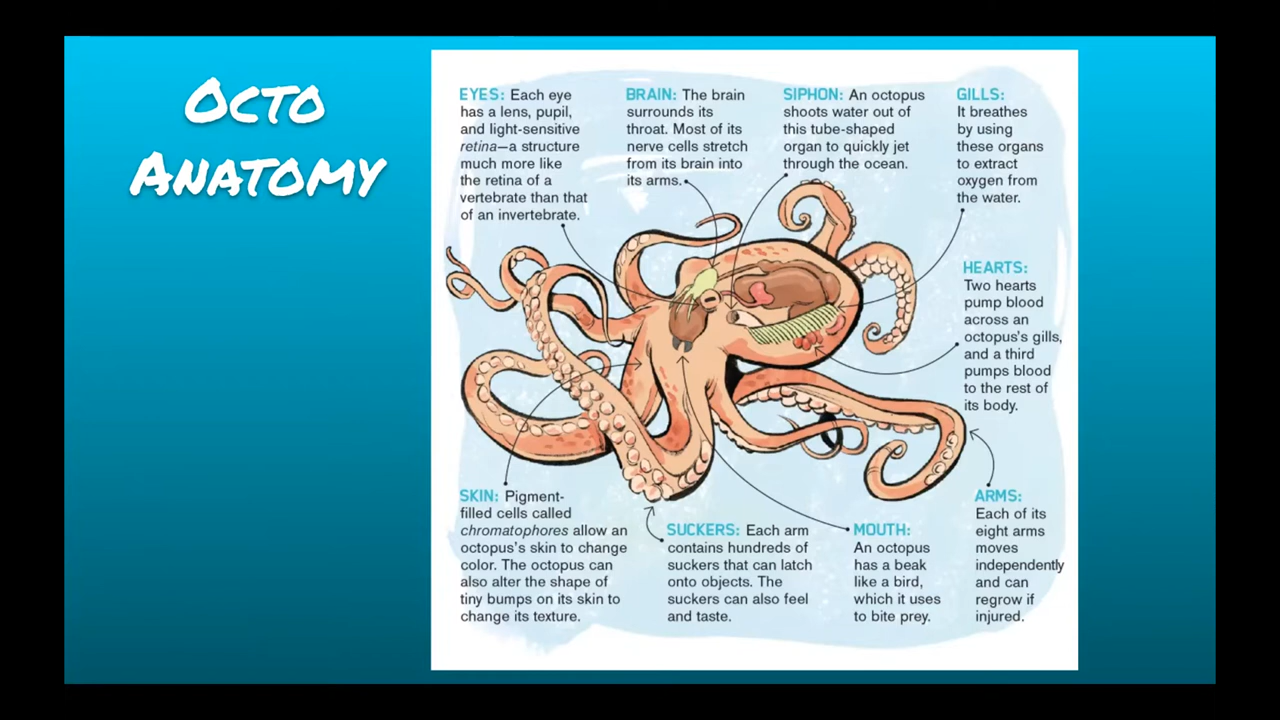 OCTO
ANATOMY
EYES: Each eye
has a lens, pupil,
and light-sensitive
retina—a structure
much more like
the retina of a
vertebrate than that
of an invertebrate.
BRAIN: The brain
surrounds its
throat. Most of its
nerve cells stretch
from its brain into
its arms.
SIPHON: An octopus
shoots water out of
this tube-shaped
organ to quickly jet
through the ocean.
GILLS:
It breathes
by using
these organs
to extract
oxygen from
the water.
HEARTS:
Two hearts
pump blood
across an
octopus's gills,
and a third
pumps blood
to the rest of
its body.
SKIN: Pigment-
filled cells called
chromatophores allow an
octopus's skin to change
color. The octopus can
also alter the shape of
tiny bumps on its skin to
change its texture.
SUCKERS: Each arm
contains hundreds of
suckers that can latch
onto objects. The
suckers can also feel
and taste.
MOUTH:
An octopus
has a beak
like a bird,
which it uses
to bite prey.
ARMS:
Each of its
eight arms
moves
independently
and can
regrow if
injured.